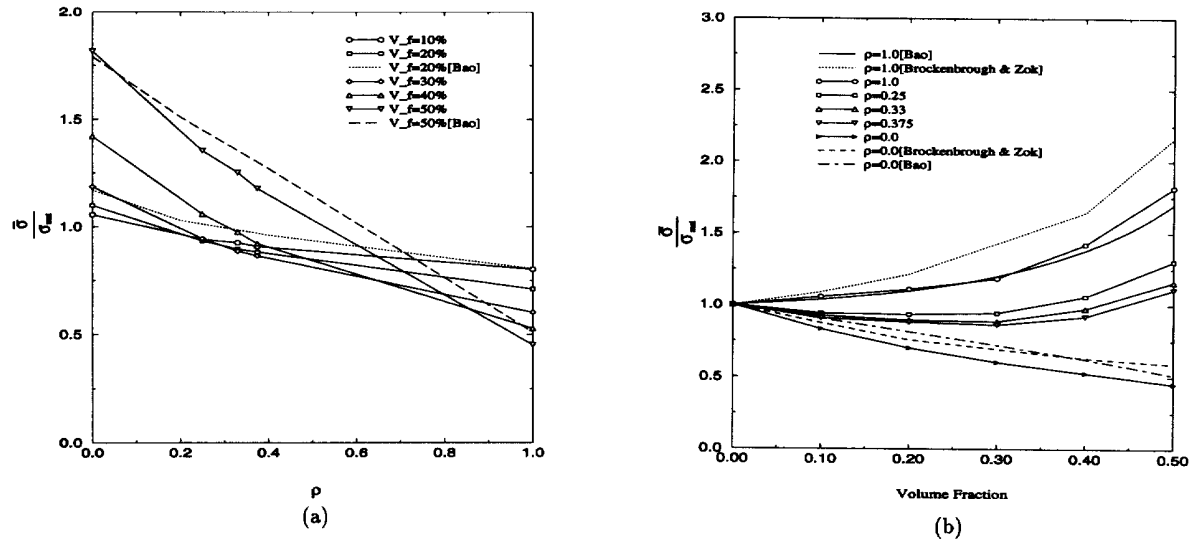 2.0
1.5
1.0
0.5
0.0
σ̄
0.0 0.2 0.4 0.6 0.8 1.0
ρ
(a)
V_f=10%
V_f=20%
V_f=20%[Bao]
V_f=30%
V_f=40%
V_f=50%
V_f=50%[Bao]
3.0
2.5
2.0
1.5
1.0
0.5
0.0
σ̄
0.00 0.10 0.20 0.30 0.40 0.50
Volume Fraction
(b)
ρ=1.0[Bao]
ρ=1.0[Brockenbrough & Zok]
ρ=1.0
ρ=0.25
ρ=0.33
ρ=0.375
ρ=0.0
ρ=0.0[Brockenbrough & Zok]
ρ=0.0[Bao]